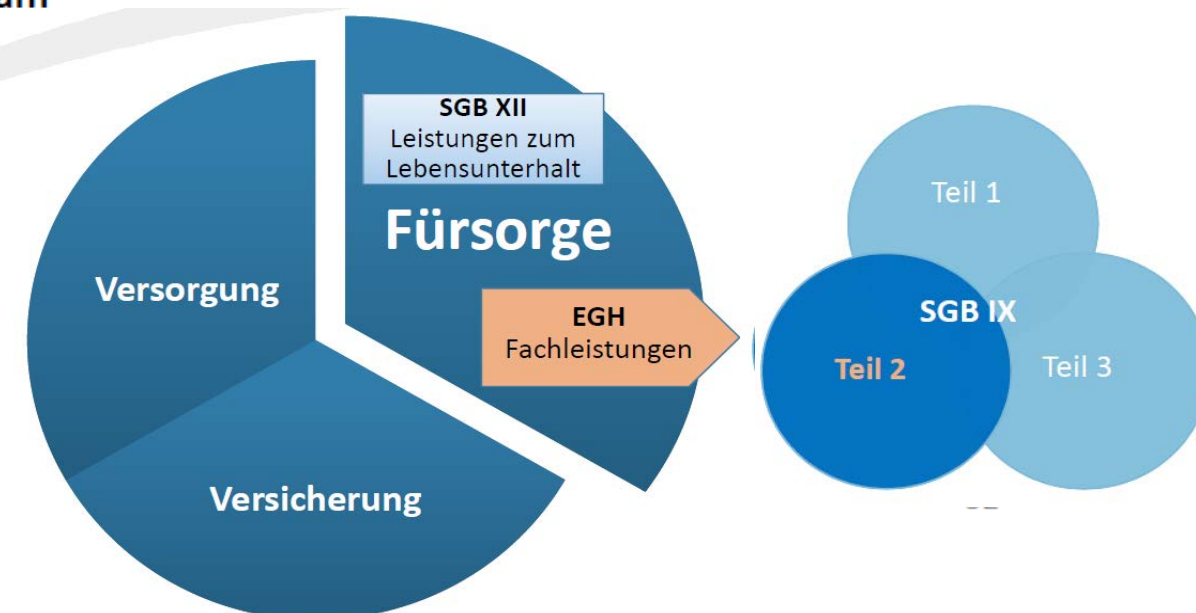 SGB XII
Leistungen zum
Lebensunterhalt
Fürsorge
Versorgung
EGH
Fachleistungen
Versicherung
Teil 1
SGB IX
Teil 2
Teil 3